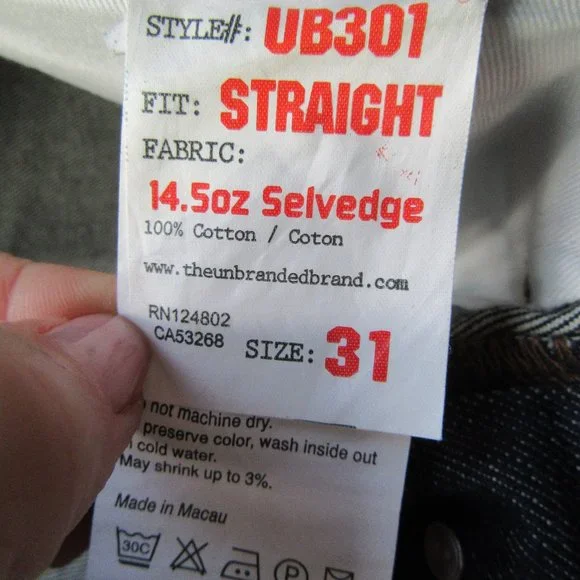 STYLE#: UB301
FIT: STRAIGHT
FABRIC:
14.5oz Selvedge
100% Cotton / Coton
www.theunbrandedbrand.com
RN124802
CA53268
SIZE: 31
not machine dry.
preserve color, wash inside out
cold water.
May shrink up to 3%.
Made in Macau
30C
P